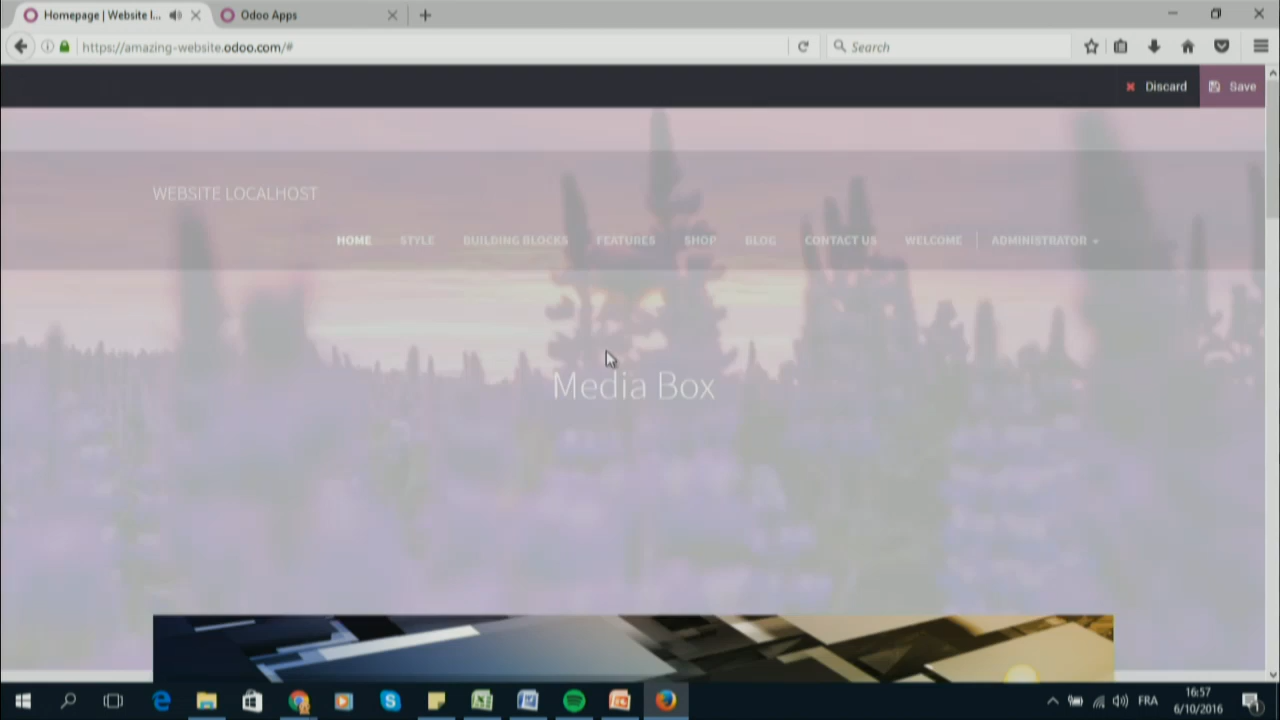 Homepage | Website l...
Odoo Apps
https://amazing-website.odoo.com/#
Search
Discard
Save
WEBSITE LOCALHOST
HOME STYLE BUILDING BLOCKS FEATURES SHOP BLOG CONTACT US WELCOME ADMINISTRATOR
Media Box
FRA
16:57
6/10/2016